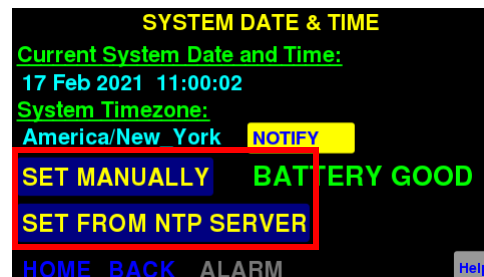 SYSTEM DATE & TIME
Current System Date and Time:
17 Feb 2021 11:00:02
System Timezone:
America/New_York NOTIFY
SET MANUALLY BATTERY GOOD
SET FROM NTP SERVER
HOME BACK ALARM Help